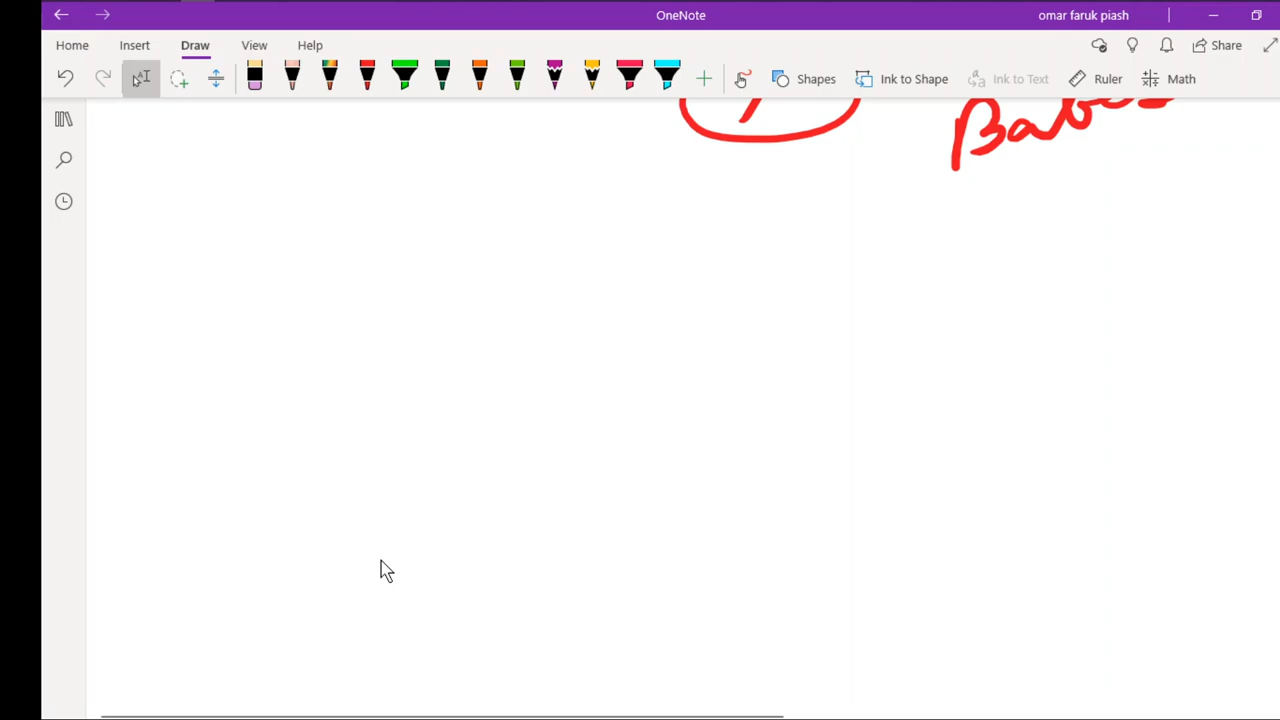 OneNote
omar faruk piash
Home Insert Draw View Help
Share
Shapes Ink to Shape Ink to Text Ruler Math